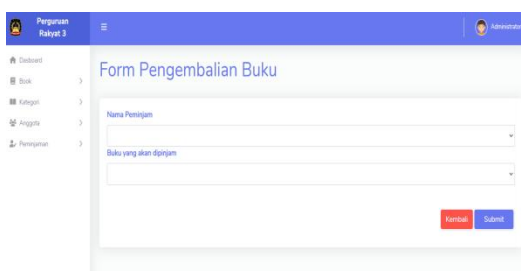 Perguruan
Rakyat 3
Administrator
Dasboard
Book
Kategori
Anggota
Peminjaman
Form Pengembalian Buku
Nama Peminjam
Buku yang akan dipinjam
Kembali
Submit